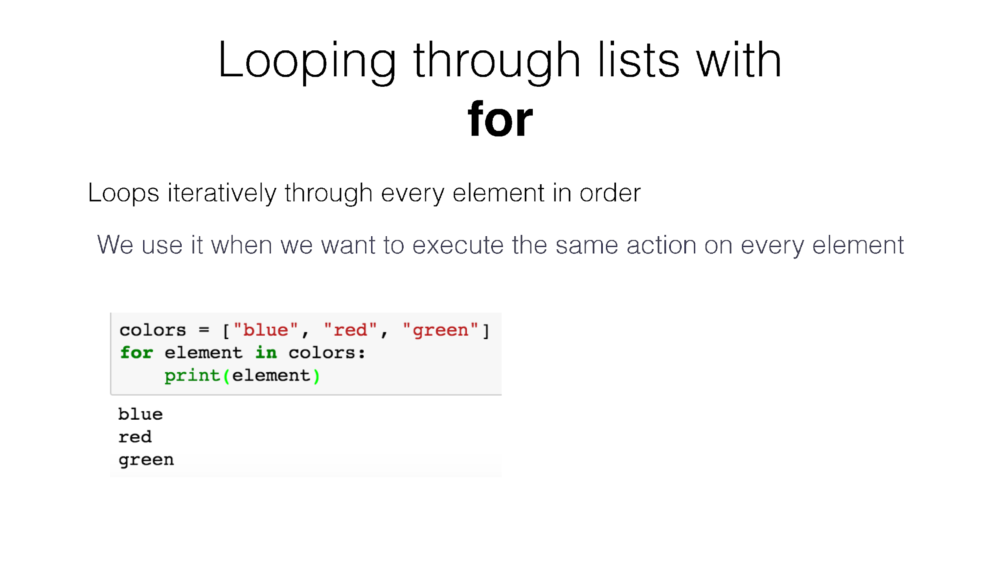 Looping through lists with
for
Loops iteratively through every element in order
We use it when we want to execute the same action on every element
colors = ["blue", "red", "green"]
for element in colors:
    print(element)
blue
red
green